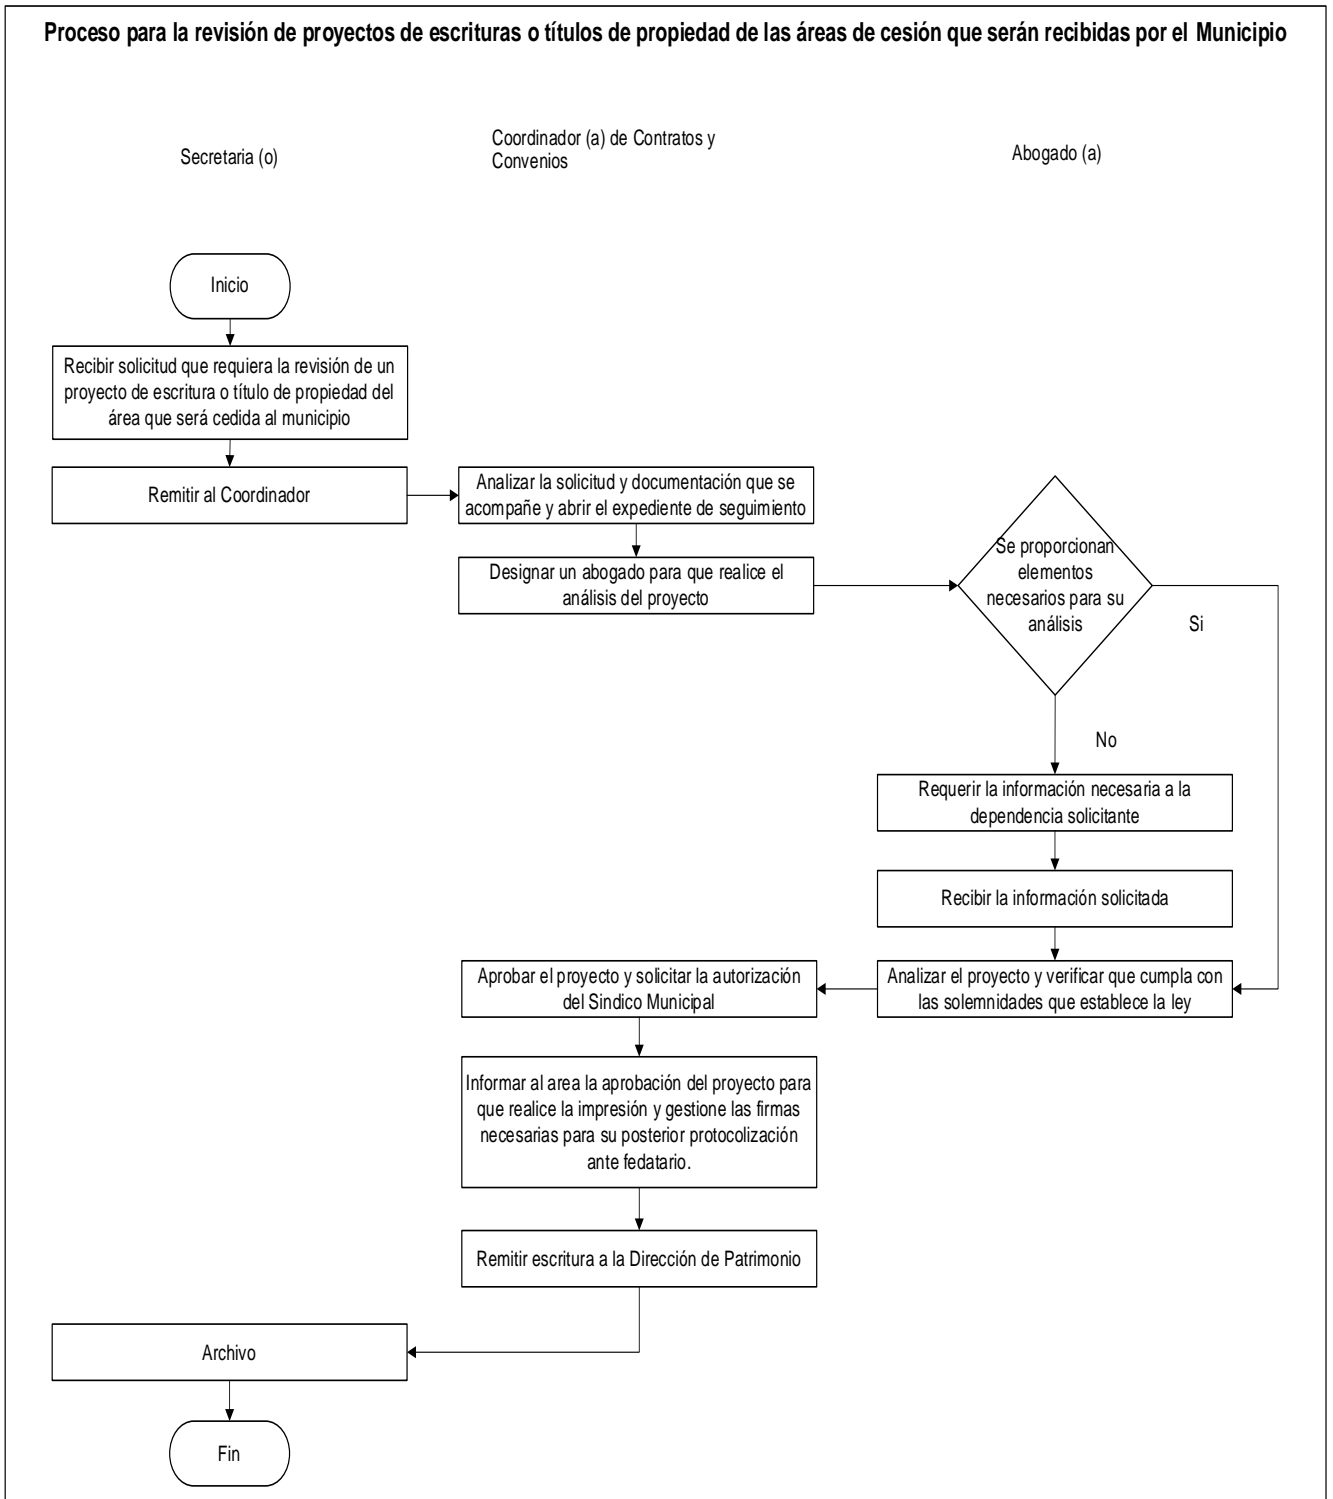 Proceso para la revisión de proyectos de escrituras o títulos de propiedad de las áreas de cesión que serán recibidas por el Municipio
Secretaria (o)
Coordinador (a) de Contratos y
Convenios
Abogado (a)
Inicio
Recibir solicitud que requiera la revisión de un
proyecto de escritura o título de propiedad del
área que será cedida al municipio
Remitir al Coordinador
Analizar la solicitud y documentación que se
acompañe y abrir el expediente de seguimiento
Designar un abogado para que realice el
análisis del proyecto
Se proporcionan
elementos
necesarios para su
análisis
Si
No
Requerir la información necesaria a la
dependencia solicitante
Recibir la información solicitada
Analizar el proyecto y verificar que cumpla con
las solemnidades que establece la ley
Aprobar el proyecto y solicitar la autorización
del Sindico Municipal
Informar al area la aprobación del proyecto para
que realice la impresión y gestione las firmas
necesarias para su posterior protocolización
ante fedatario.
Remitir escritura a la Dirección de Patrimonio
Archivo
Fin